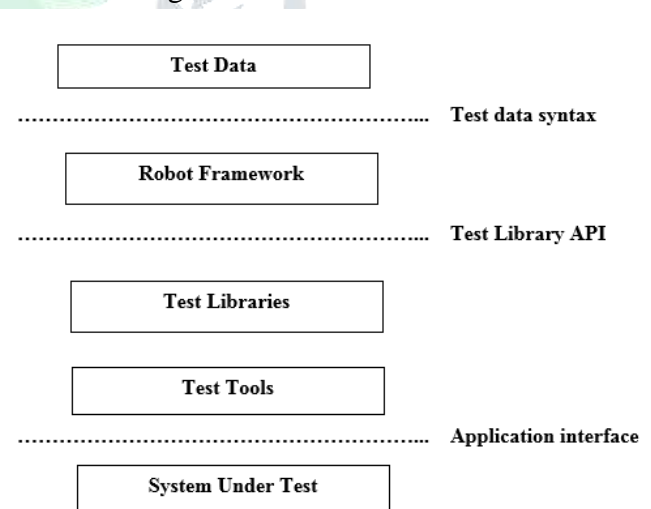 Test Data
Test data syntax
Robot Framework
Test Library API
Test Libraries
Test Tools
Application interface
System Under Test